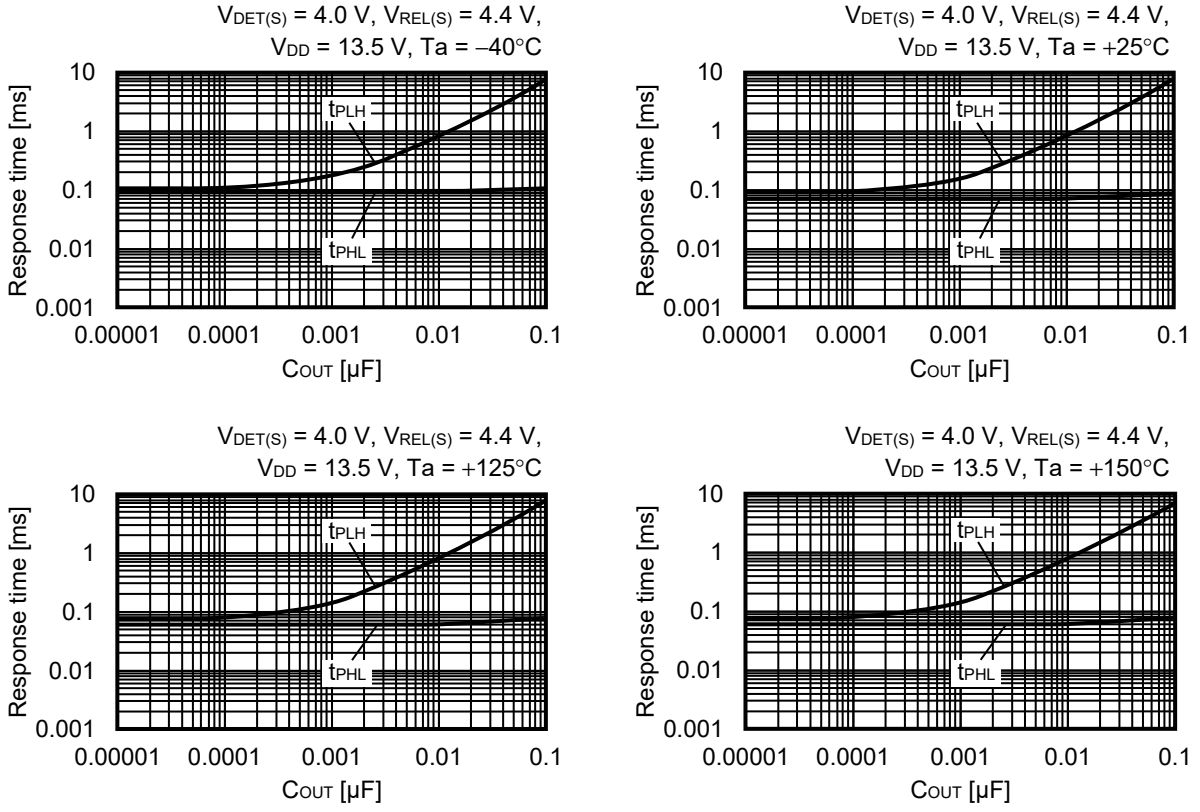 VDET(S) = 4.0 V, VREL(S) = 4.4 V,
VDD = 13.5 V, Ta = −40°C
Response time [ms]
10
1
0.1
0.01
0.001
tPLH
tPHL
0.00001 0.0001 0.001 0.01 0.1
COUT [µF]
VDET(S) = 4.0 V, VREL(S) = 4.4 V,
VDD = 13.5 V, Ta = +25°C
Response time [ms]
10
1
0.1
0.01
0.001
tPLH
tPHL
0.00001 0.0001 0.001 0.01 0.1
COUT [µF]
VDET(S) = 4.0 V, VREL(S) = 4.4 V,
VDD = 13.5 V, Ta = +125°C
Response time [ms]
10
1
0.1
0.01
0.001
tPLH
tPHL
0.00001 0.0001 0.001 0.01 0.1
COUT [µF]
VDET(S) = 4.0 V, VREL(S) = 4.4 V,
VDD = 13.5 V, Ta = +150°C
Response time [ms]
10
1
0.1
0.01
0.001
tPLH
tPHL
0.00001 0.0001 0.001 0.01 0.1
COUT [µF]